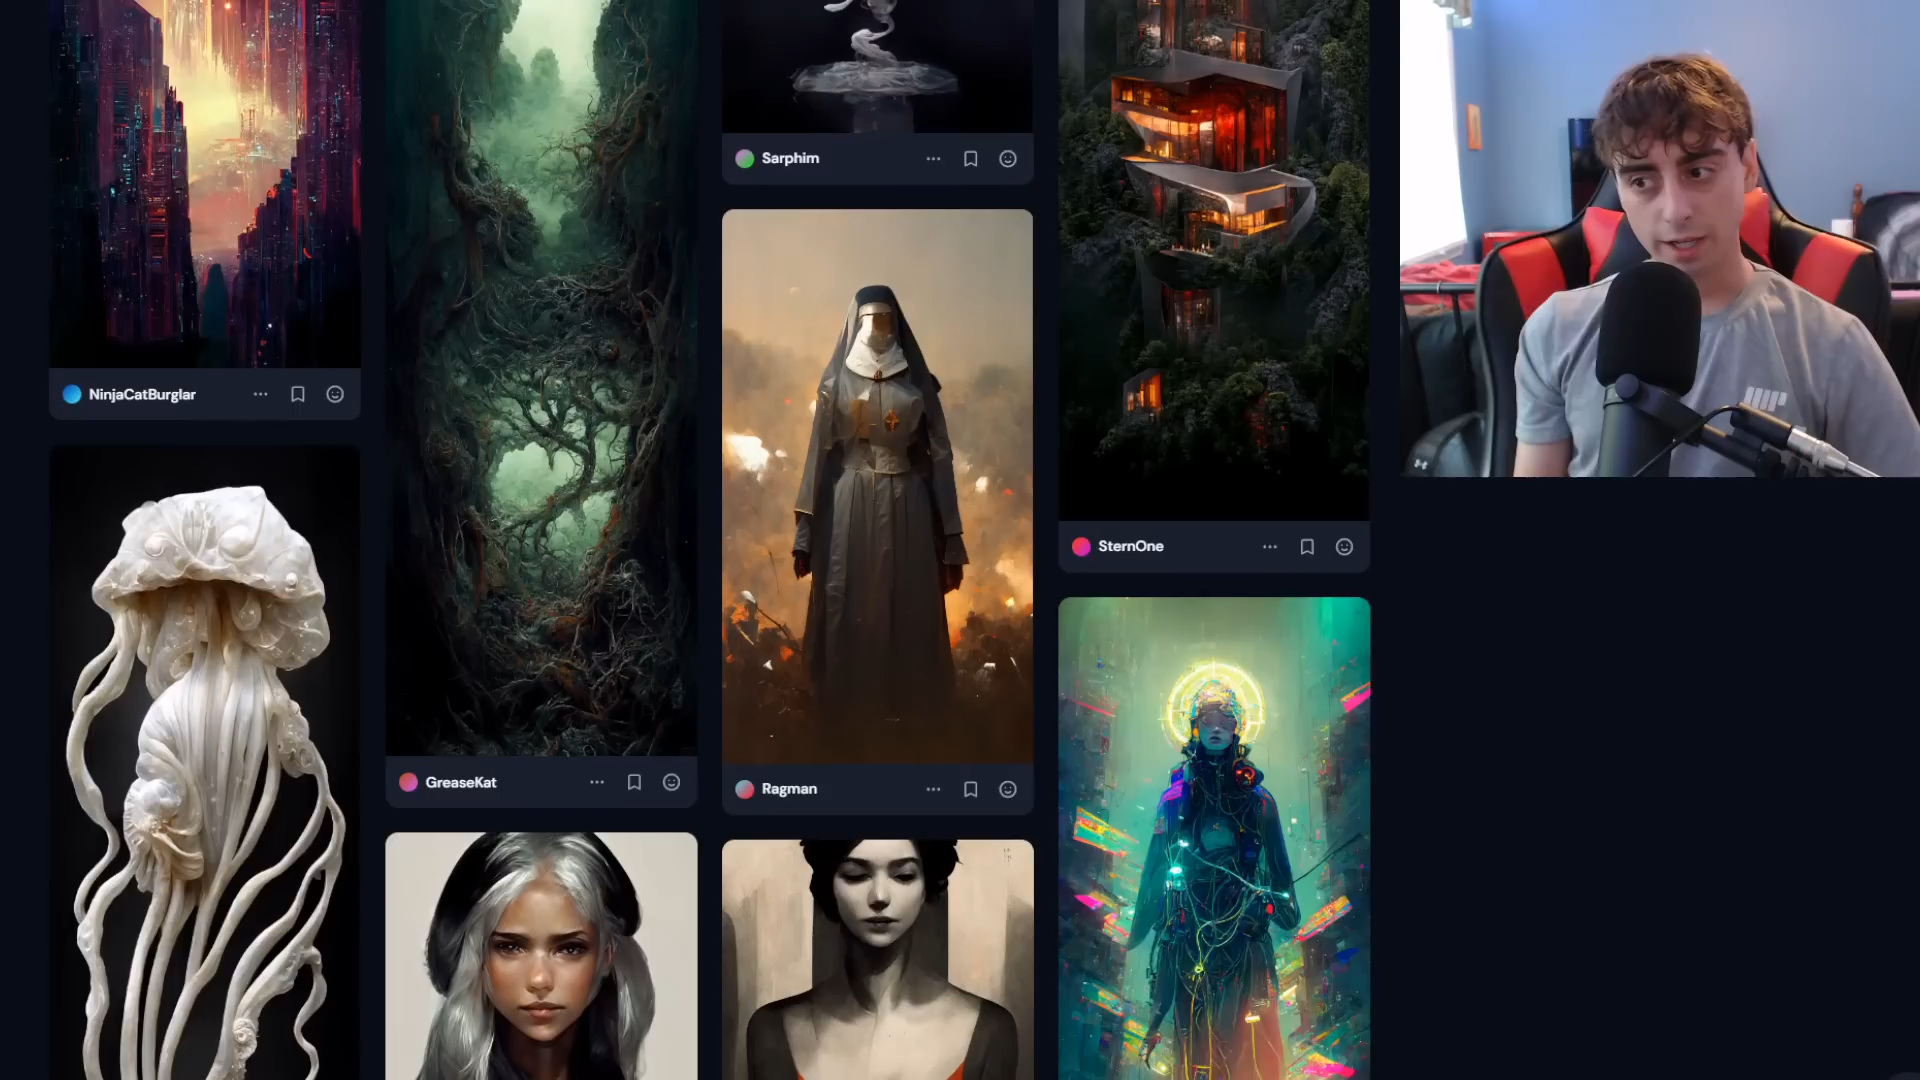 Sarphim
NinjaCatBurglar
SternOne
GreaseKat
Ragman